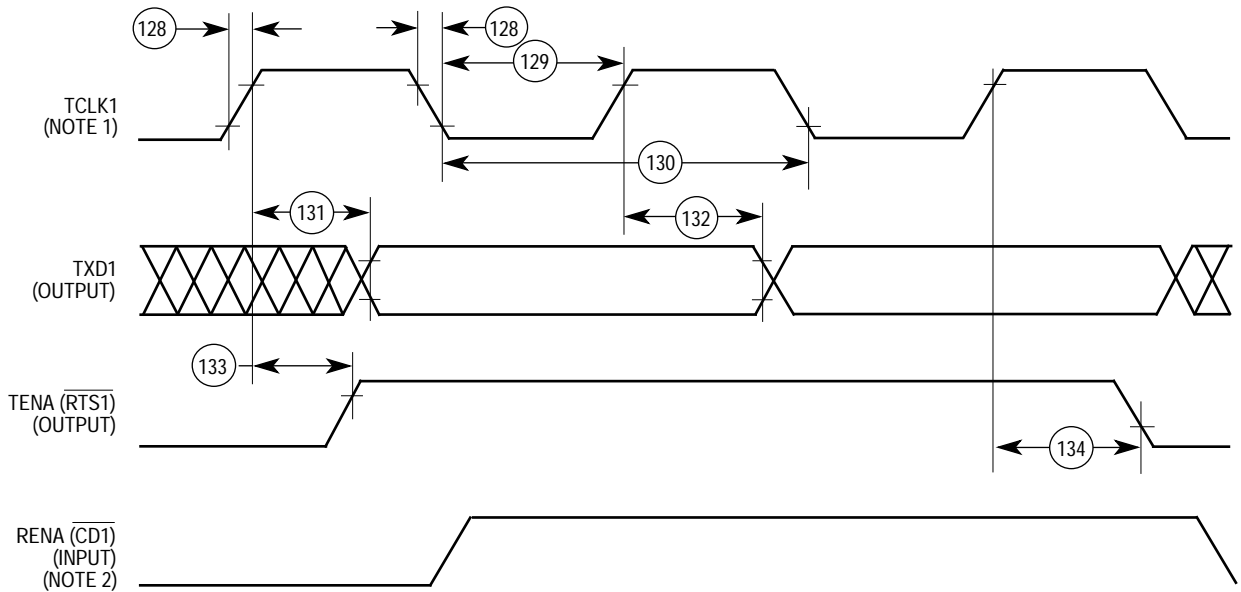 128
128
129
TCLK1
(NOTE 1)
130
131
132
TXD1
(OUTPUT)
133
TENA (RTS1)
(OUTPUT)
134
RENA (CD1)
(INPUT)
(NOTE 2)